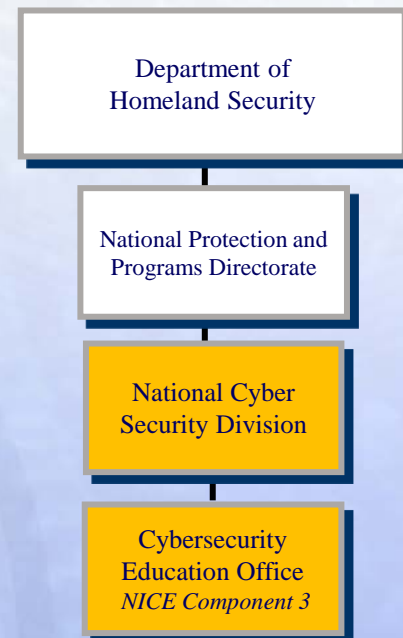 Department of
Homeland Security
National Protection and
Programs Directorate
National Cyber
Security Division
Cybersecurity
Education Office
NICE Component 3